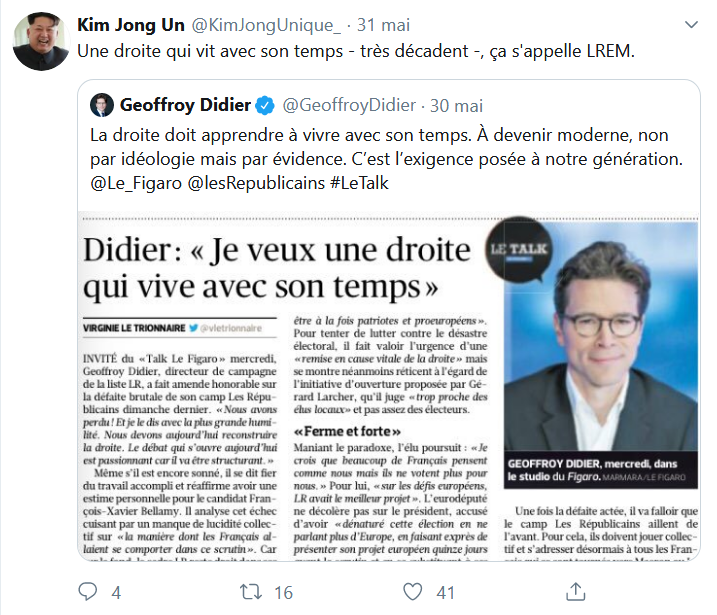 Kim Jong Un @KimJongUnique_ · 31 mai
Une droite qui vit avec son temps - très décadent -, ça s'appelle LREM.
Geoffroy Didier @GeoffroyDidier · 30 mai
La droite doit apprendre à vivre avec son temps. À devenir moderne, non
par idéologie mais par évidence. C’est l’exigence posée à notre génération.
@Le_Figaro @lesRepublicains #LeTalk
Didier : « Je veux une droite
qui vive avec son temps »
LE TALK
VIRGINIE LE TRIONNAIRE @vletrionnaire
INVITÉ du « Talk Le Figaro » mercredi,
Geoffroy Didier, directeur de campagne
de la liste LR, a fait amende honorable sur
la défaite brutale de son camp Les Répu-
blicains dimanche dernier. « Nous avons
perdu ! Et je le dis avec la plus grande humi-
lité. Nous devons aujourd'hui reconstruire
la droite. Le débat qui s'ouvre aujourd'hui
est passionnant car il va être structurant. »
Même s'il est encore sonné, il se dit fier
du travail accompli et réaffirme avoir une
estime personnelle pour le candidat Fran-
çois-Xavier Bellamy. Il analyse cet échec
cuisant par un manque de lucidité collec-
tif sur « la manière dont les Français al-
laient se comporter dans ce scrutin ». Car
être à la fois patriotes et proeuropéens ».
Pour tenter de lutter contre le désastre
électoral, il fait valoir l'urgence d'une
« remise en cause vitale de la droite » mais
se montre néanmoins réticent à l'égard de
l'initiative d'ouverture proposée par Gé-
rard Larcher, qu'il juge « trop proche des
élus locaux » et pas assez des électeurs.
« Ferme et forte »
Maniant le paradoxe, l'élu poursuit : « Je
crois que beaucoup de Français pensent
comme nous mais ils ne votent plus pour
nous. » Pour lui, « sur les défis européens,
LR avait le meilleur projet ». L'eurodéputé
ne décolère pas sur le président, accusé
d'avoir « dénaturé cette élection en ne
parlant plus d'Europe, en faisant exprès de
présenter son projet européen quinze jours
GEOFFROY DIDIER, mercredi, dans
le studio du Figaro. MARMARA/LE FIGARO
Une fois la défaite actée, il va falloir que
le camp Les Républicains aillent de
l'avant. Pour cela, ils doivent jouer collec-
tif et s'adresser désormais à tous les Fran-
4
16
41